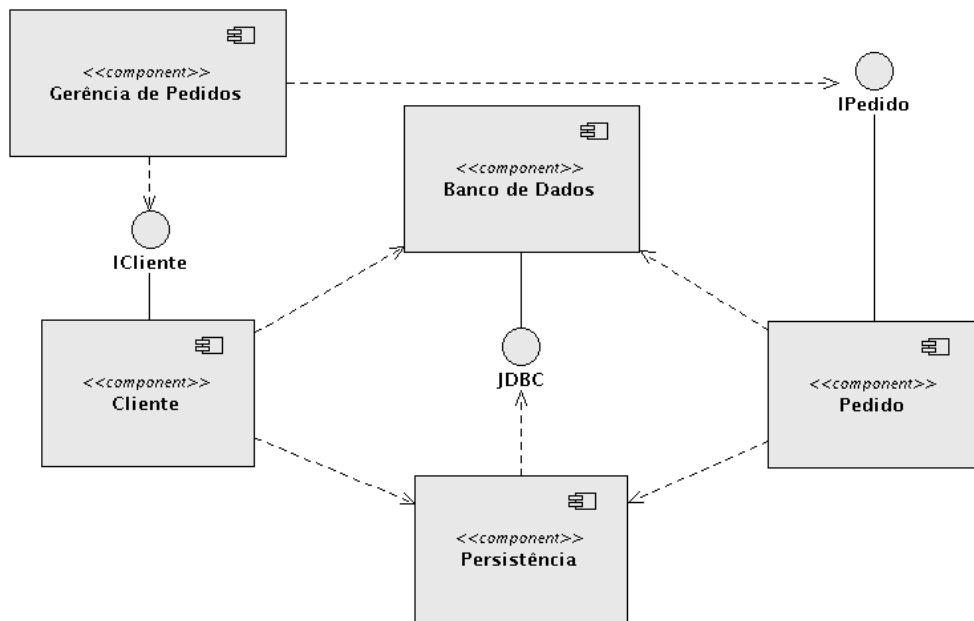 <<component>>
Gerência de Pedidos
IPedido
<<component>>
Banco de Dados
ICliente
<<component>>
Cliente
JDBC
<<component>>
Pedido
<<component>>
Persistência